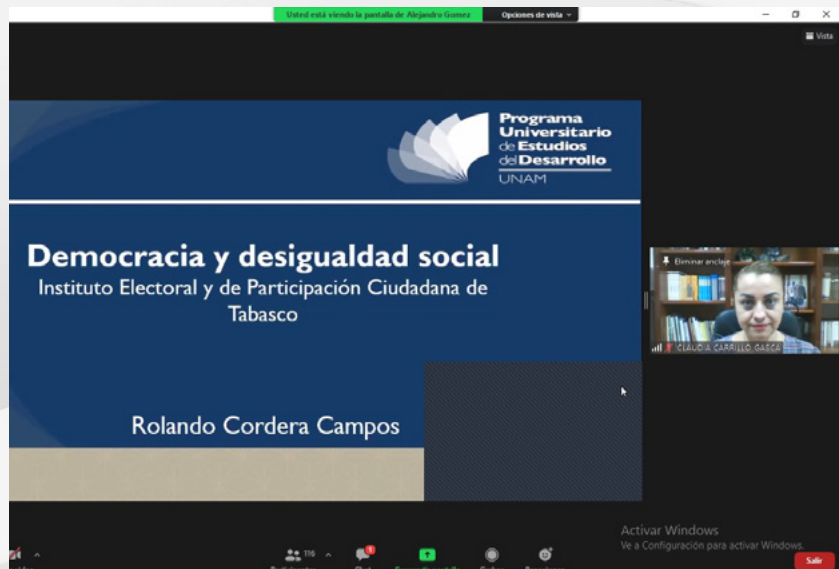 Usted está viendo la pantalla de Alejandro Gomez
Opciones de vista
Vista
Programa
Universitario
de Estudios
del Desarrollo
UNAM
Democracia y desigualdad social
Instituto Electoral y de Participación Ciudadana de
Tabasco
Rolando Cordera Campos
Eliminar anclaje
CLAUDIA CARRILLO GASCA
Activar Windows
Ve a Configuración para activar Windows.
116
1
Salir